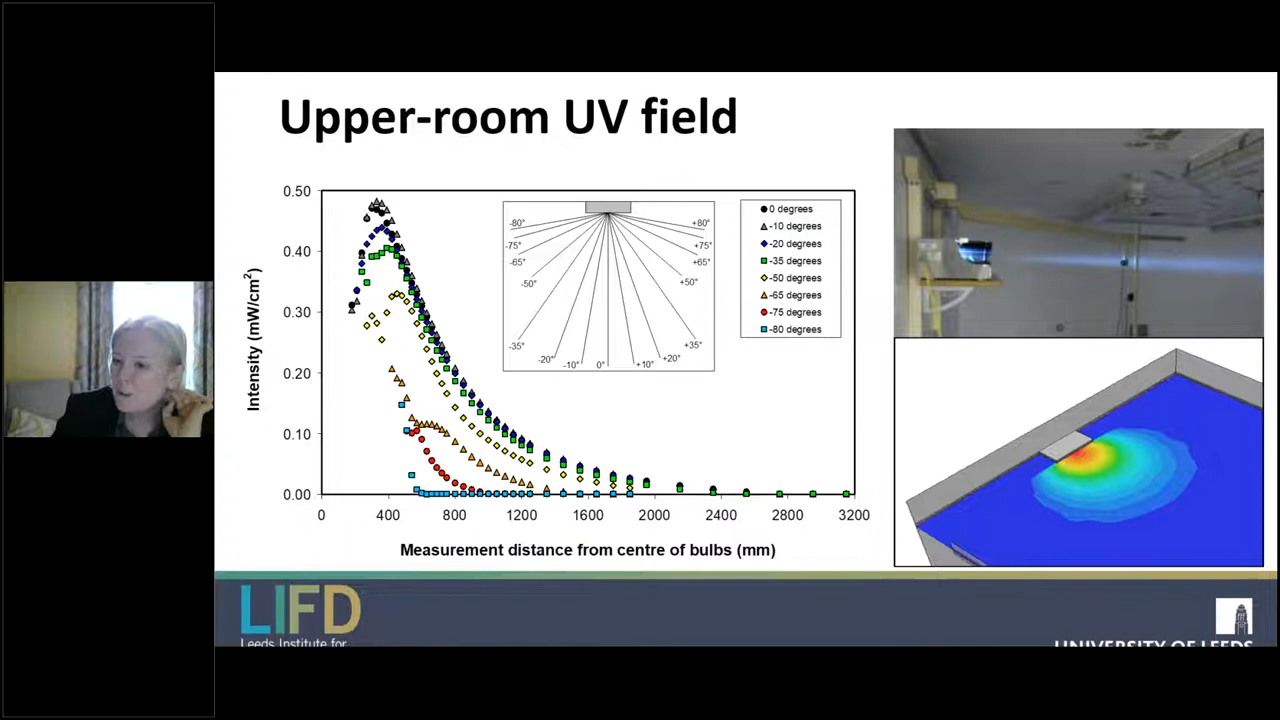 Upper-room UV field
Intensity (mW/cm²)
0.50
0.40
0.30
0.20
0.10
0.00
0
400
800
1200
1600
2000
2400
2800
3200
Measurement distance from centre of bulbs (mm)
-80°
-75°
-65°
-50°
-35°
-20°
-10°
0°
+10°
+20°
+35°
+50°
+65°
+75°
+80°
0 degrees
-10 degrees
-20 degrees
-35 degrees
-50 degrees
-65 degrees
-75 degrees
-80 degrees
LIFD
Leeds Institute for
UNIVERSITY OF LEEDS